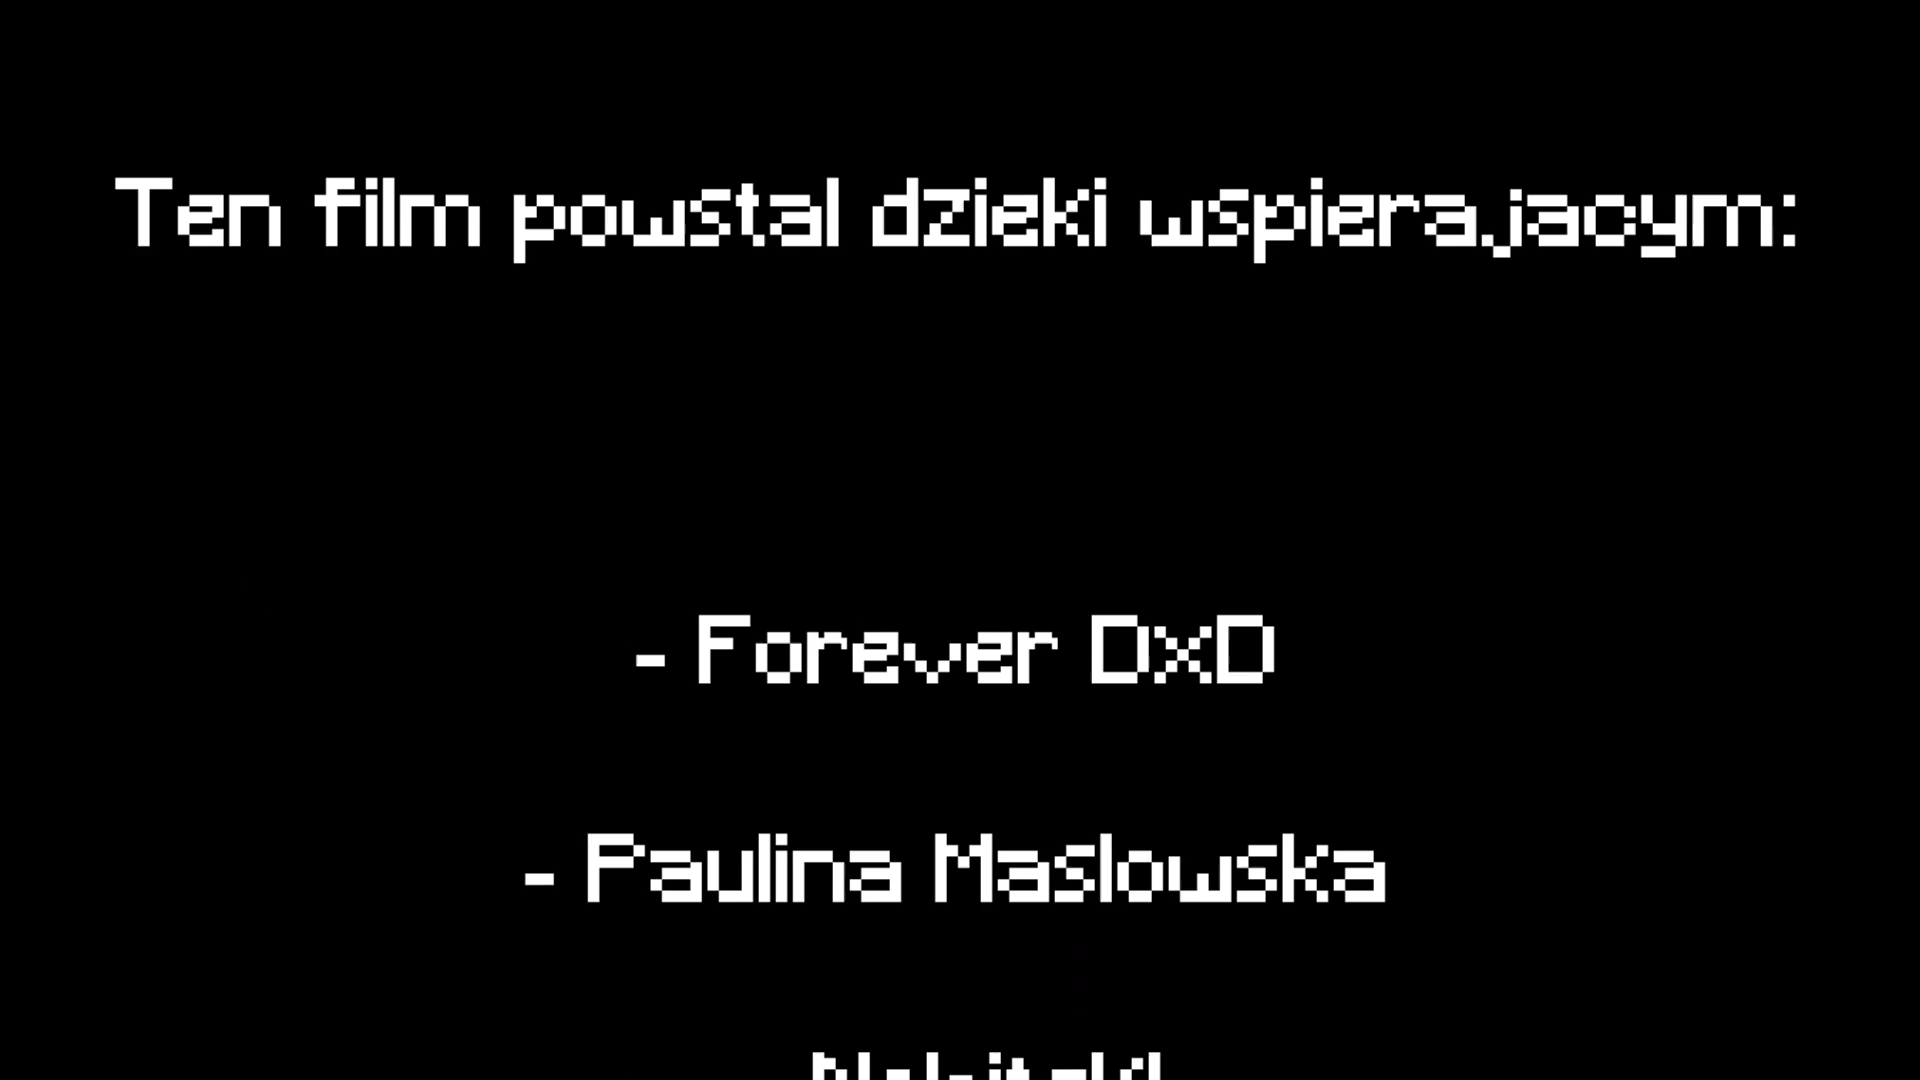 Ten film powstal dzieki wspierajacym:
- Forever DxD
- Paulina Maslowska